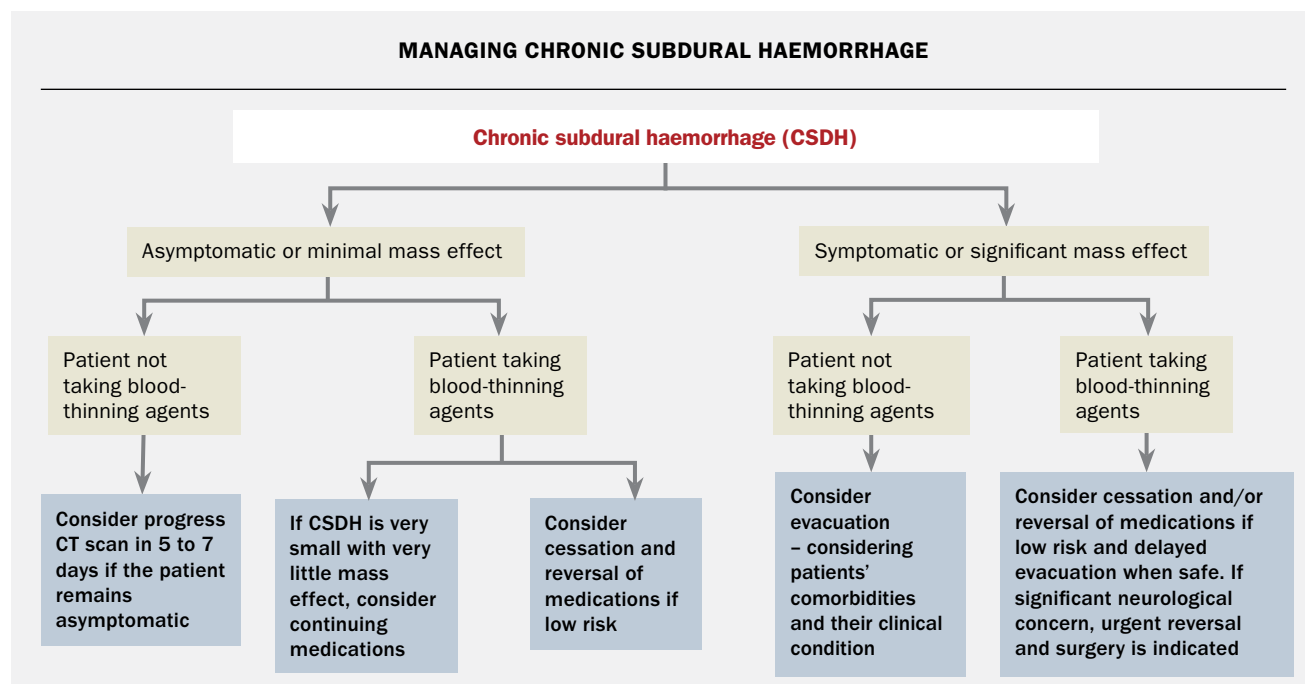 MANAGING CHRONIC SUBDURAL HAEMORRHAGE
Chronic subdural haemorrhage (CSDH)
Asymptomatic or minimal mass effect
Symptomatic or significant mass effect
Patient not
taking blood-
thinning agents
Patient taking
blood-thinning
agents
Patient not
taking blood-
thinning agents
Patient taking
blood-thinning
agents
Consider progress
CT scan in 5 to 7
days if the patient
remains
asymptomatic
If CSDH is very
small with very
little mass
effect, consider
continuing
medications
Consider
cessation and
reversal of
medications if
low risk
Consider
evacuation
– considering
patients’
comorbidities
and their clinical
condition
Consider cessation and/or
reversal of medications if
low risk and delayed
evacuation when safe. If
significant neurological
concern, urgent reversal
and surgery is indicated